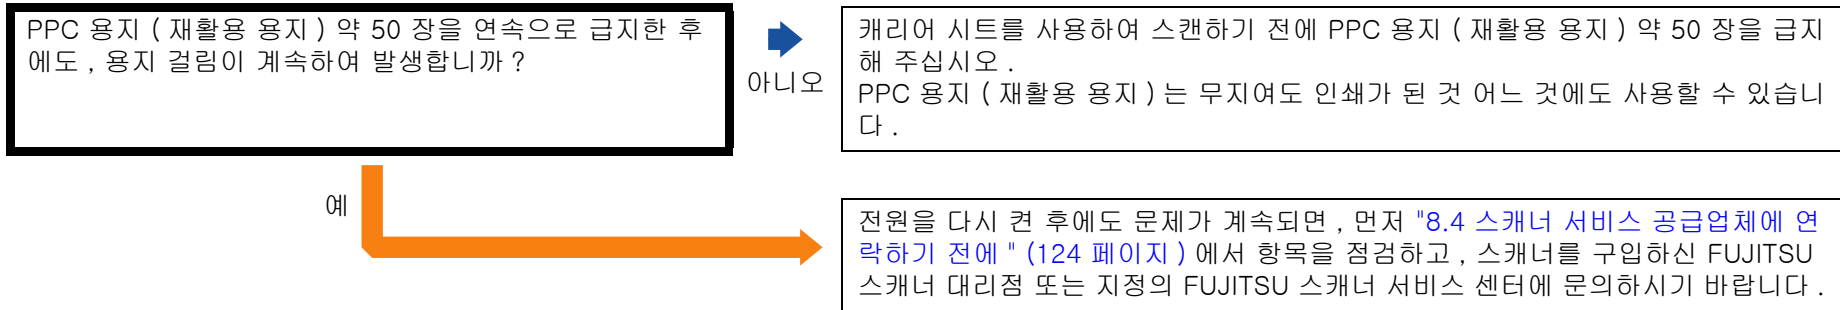 PPC 용지 ( 재활용 용지 ) 약 50 장을 연속으로 급지한 후
에도 , 용지 걸림이 계속하여 발생합니까 ?
아니오
캐리어 시트를 사용하여 스캔하기 전에 PPC 용지 ( 재활용 용지 ) 약 50 장을 급지
해 주십시오 .
PPC 용지 ( 재활용 용지 ) 는 무지여도 인쇄가 된 것 어느 것에도 사용할 수 있습니
다 .
예
전원을 다시 켠 후에도 문제가 계속되면 , 먼저 "8.4 스캐너 서비스 공급업체에 연
락하기 전에 " (124 페이지 ) 에서 항목을 점검하고 , 스캐너를 구입하신 FUJITSU
스캐너 대리점 또는 지정의 FUJITSU 스캐너 서비스 센터에 문의하시기 바랍니다 .